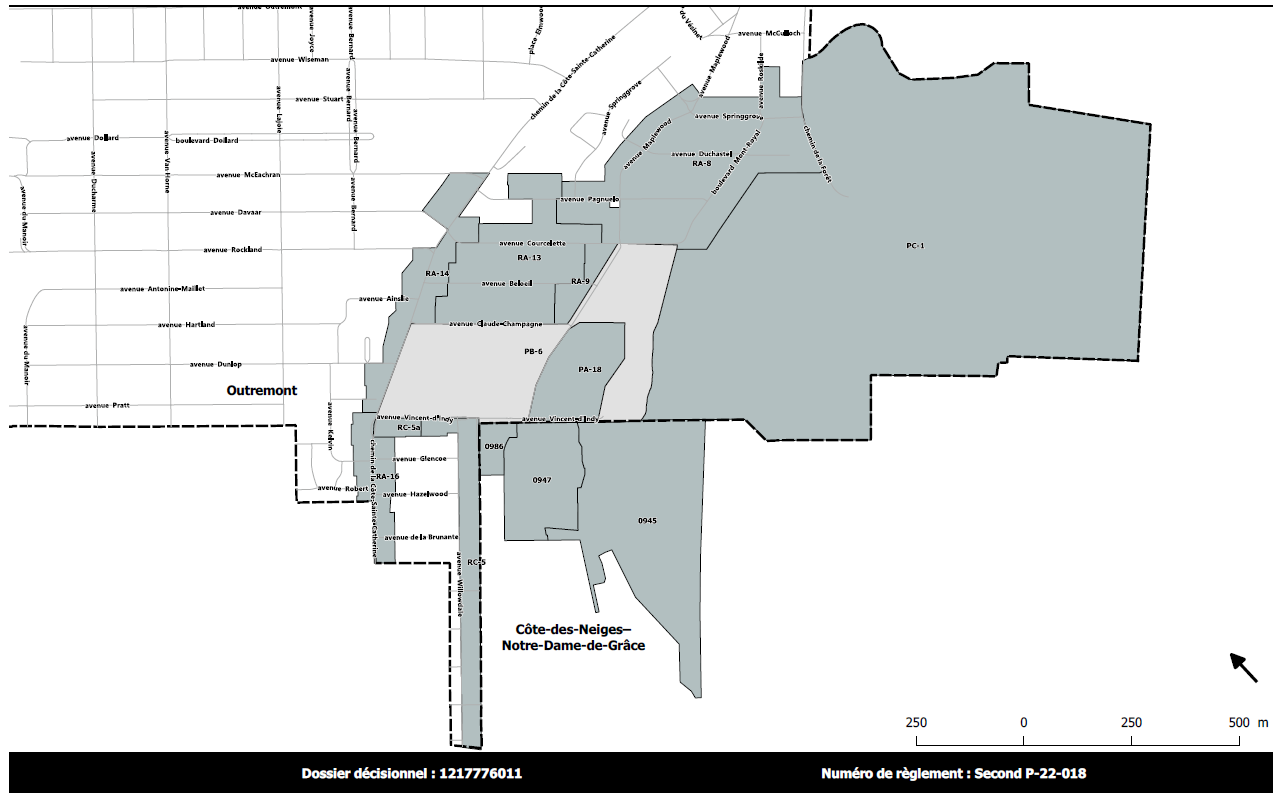 avenue Outremont
avenue Joyce
avenue Bernard
place Elmwood
du Vésinet
avenue McCulloch
avenue Wiseman
chemin de la Côte-Sainte-Catherine
avenue Maplewood
avenue Roskilde
avenue Stuart
avenue Lajoie
avenue Bernard
avenue Springgrove
avenue Springgrove
avenue Dollard
avenue Van Horne
boulevard Dollard
avenue Bernard
avenue Maplewood
boulevard Mont-Royal
chemin de la Forêt
avenue Ducharme
avenue Duchastel
RA-8
avenue McEachran
avenue du Manoir
avenue Bernard
avenue Pagnuelo
avenue Davaar
avenue Rockland
avenue Courcelette
PC-1
RA-13
RA-14
RA-9
avenue Antonine-Maillet
avenue Beloeil
avenue Ainslie
avenue Hartland
avenue Claude-Champagne
avenue du Manoir
PB-6
avenue Dunlop
PA-18
Outremont
avenue Pratt
avenue Kelvin
avenue Vincent-d'Indy
avenue Vincent-d'Indy
RC-5a
0986
chemin de la Côte-Sainte-Catherine
avenue Glencoe
RA-16
0947
avenue Robert
avenue Hazelwood
0945
avenue de la Brunante
avenue Willowdale
RC-5
Côte-des-Neiges–
Notre-Dame-de-Grâce
250 0 250 500 m
Dossier décisionnel : 1217776011
Numéro de règlement : Second P-22-018